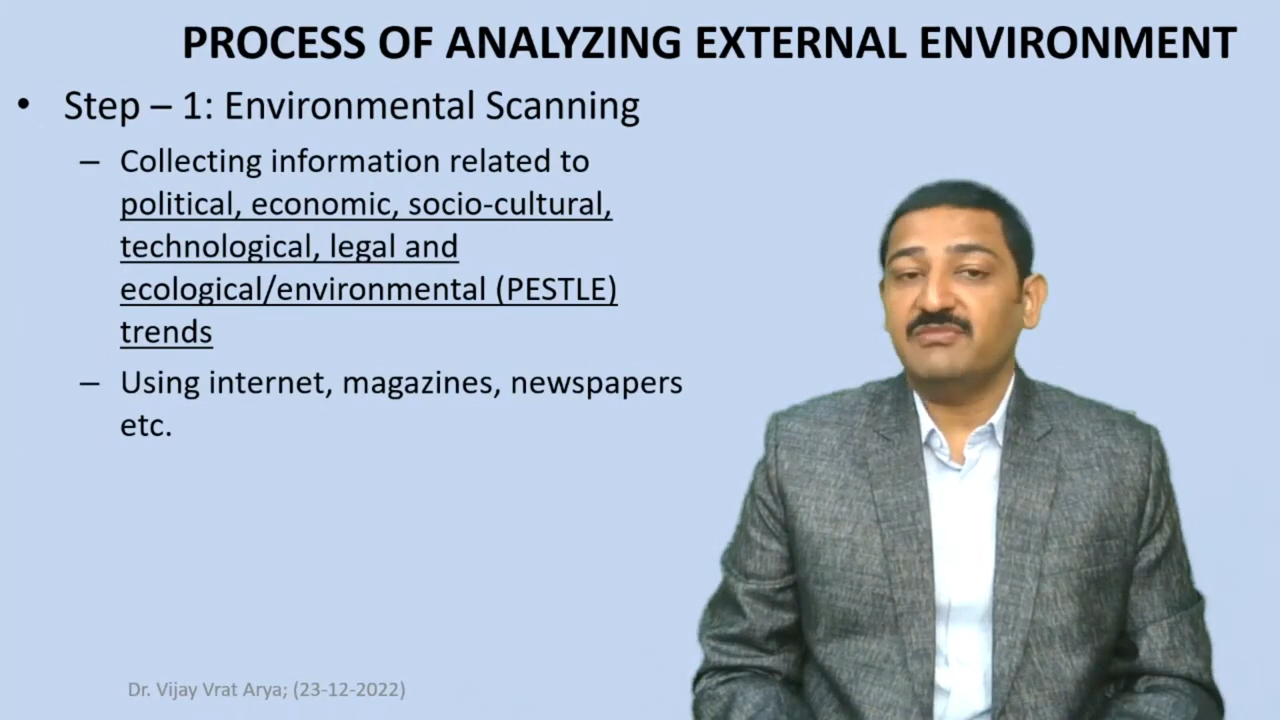 PROCESS OF ANALYZING EXTERNAL ENVIRONMENT
• Step – 1: Environmental Scanning
– Collecting information related to
political, economic, socio-cultural,
technological, legal and
ecological/environmental (PESTLE)
trends
– Using internet, magazines, newspapers
etc.
Dr. Vijay Vrat Arya; (23-12-2022)